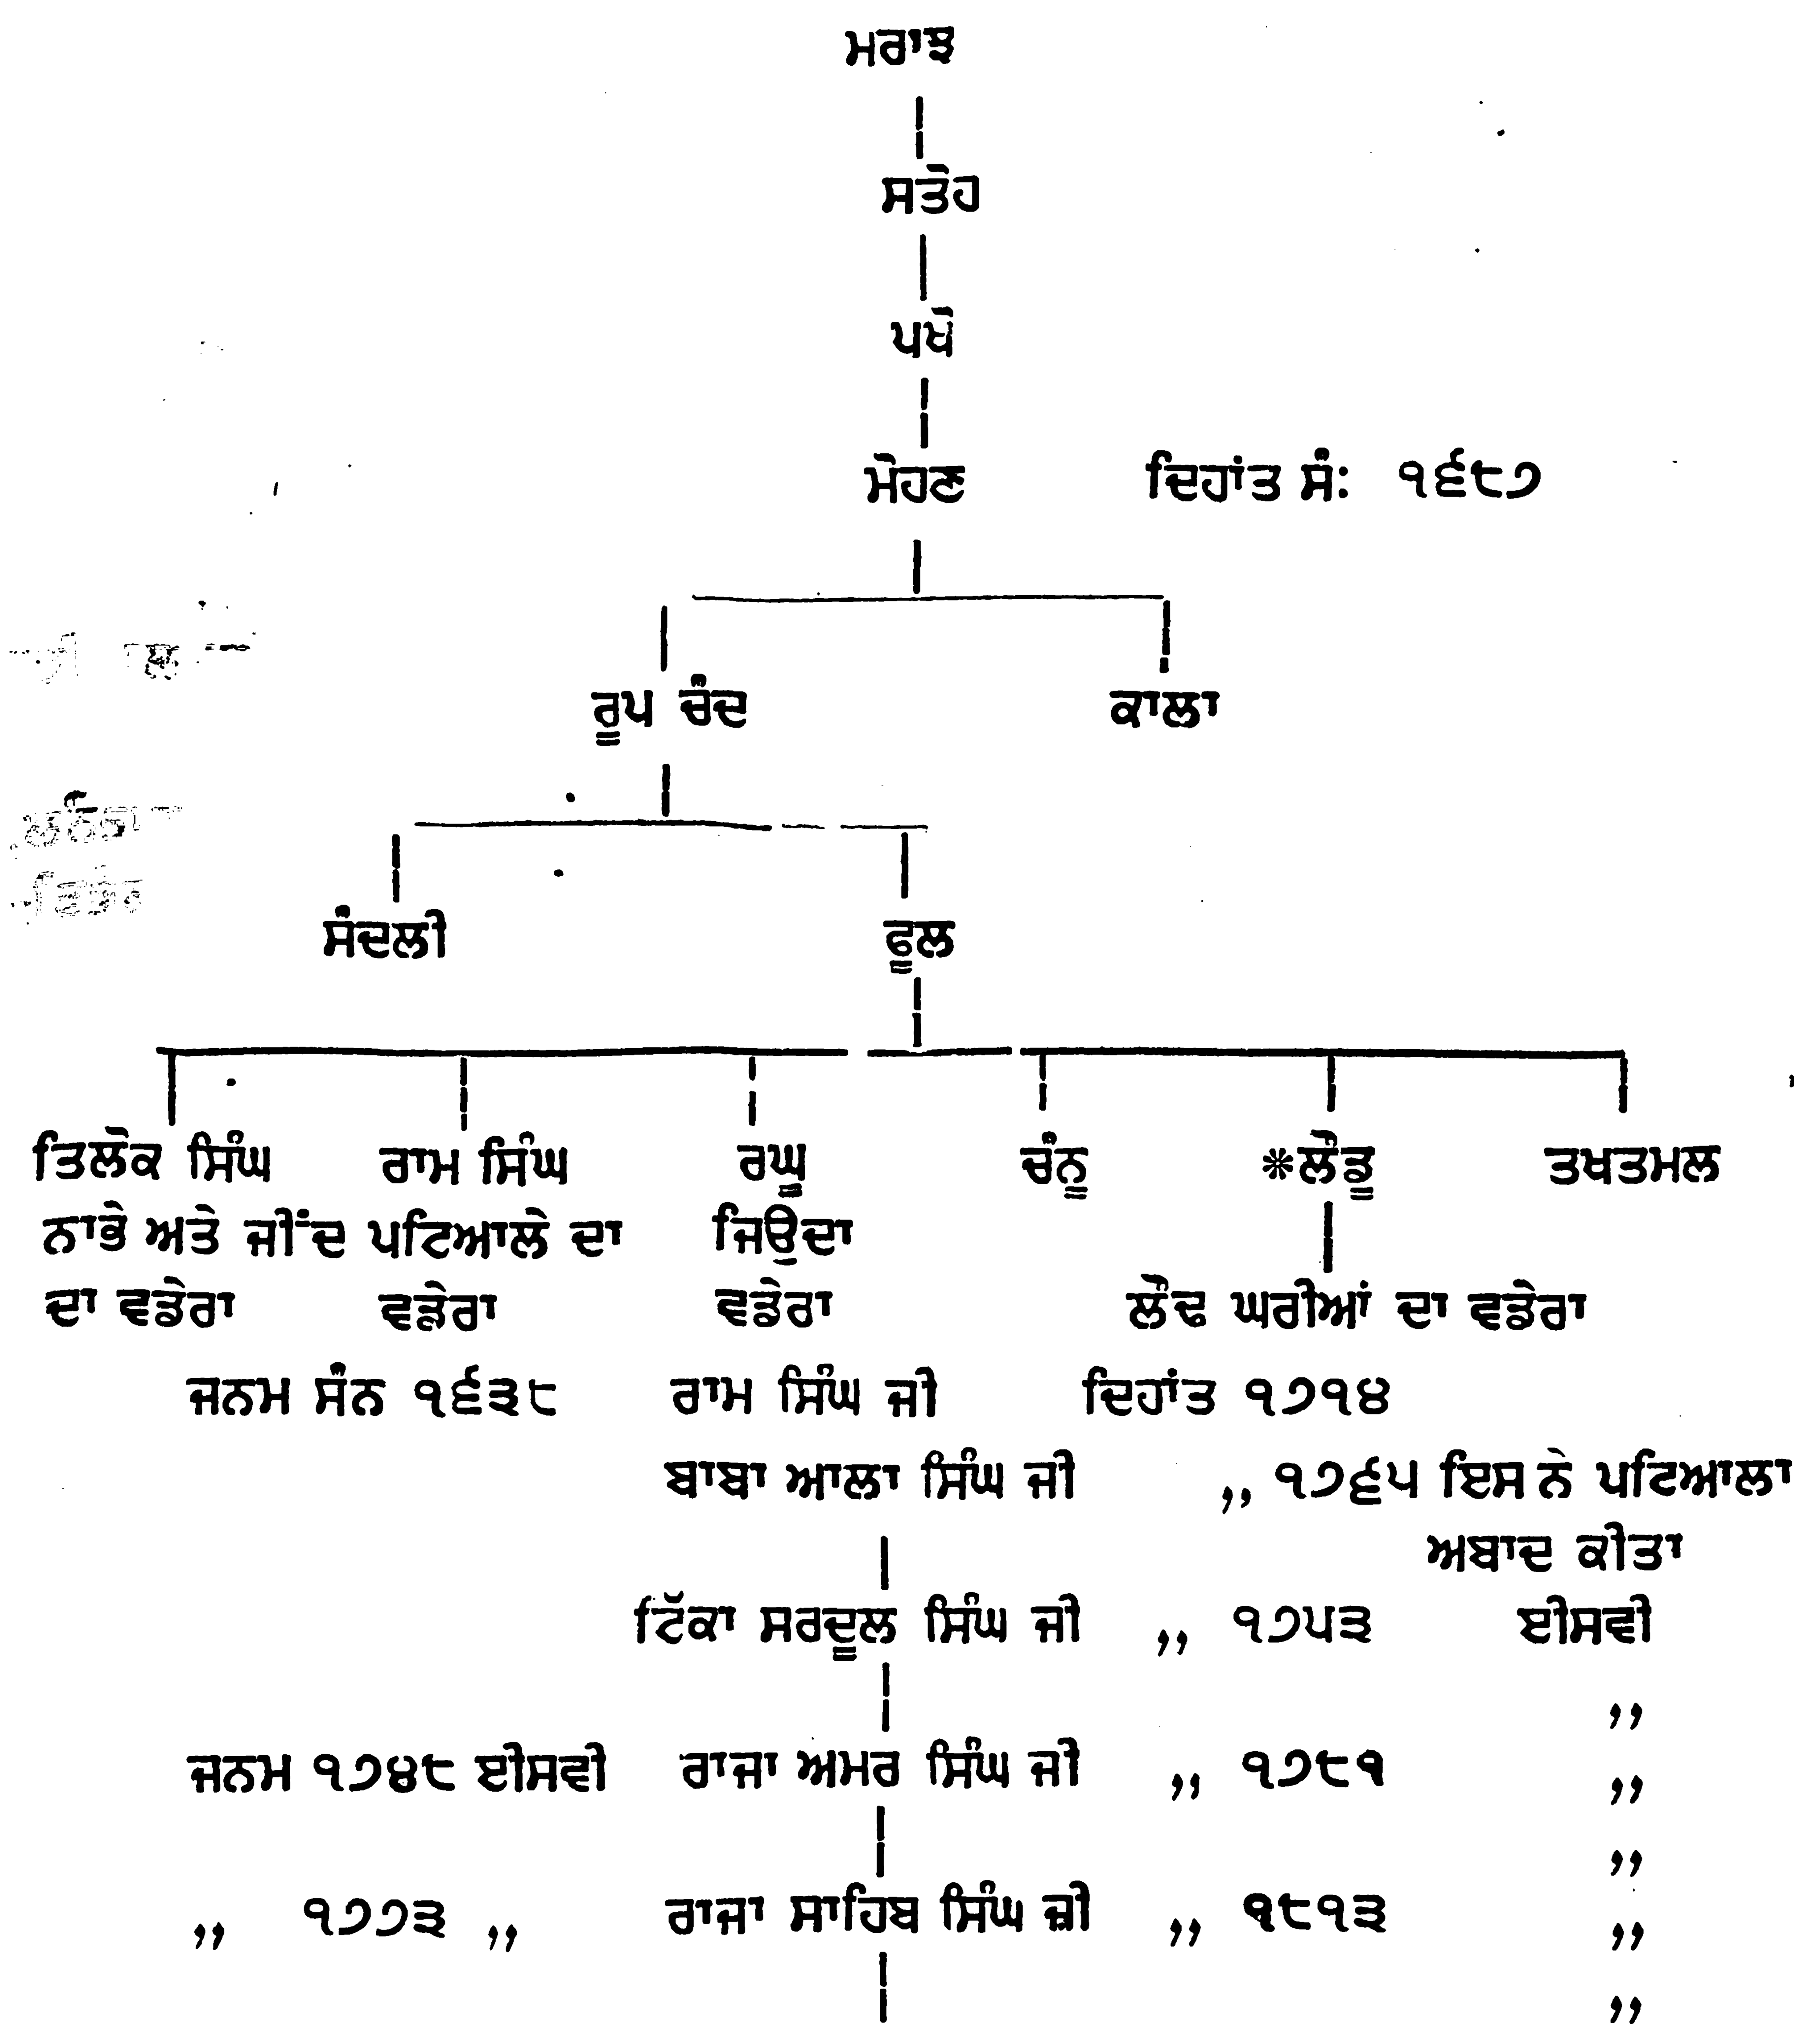 ਮਰਾਝ
ਸਤੋਹ
ਪਖੋ
ਮੋਹਣ ਦਿਹਾਂਤ ਸੰ: ੧੬੮੭
ਰੂਪ ਚੰਦ ਕਾਲਾ
ਸੰਦਲੀ ਫੂਲ
ਤਿਲੋਕ ਸਿੰਘ ਰਾਮ ਸਿੰਘ ਰਘੂ ਚੰਨੂ *ਲੌਡੂ ਤਖਤਮਲ
ਨਾਭੇ ਅਤੇ ਜੀਂਦ ਪਟਿਆਲੇ ਦਾ ਜਿਉਦਾ
ਦਾ ਵਡੇਰਾ ਵਡੇਰਾ ਵਡੇਰਾ ਲੌਢ ਘਰੀਆਂ ਦਾ ਵਡੇਰਾ
ਜਨਮ ਸੰਨ ੧੬੩੮ ਰਾਮ ਸਿੰਘ ਜੀ ਦਿਹਾਂਤ ੧੭੧੪
ਬਾਬਾ ਆਲਾ ਸਿੰਘ ਜੀ ,, ੧੭੬੫ ਇਸ ਨੇ ਪਟਿਆਲਾ
ਅਬਾਦ ਕੀਤਾ
ਟਿੱਕਾ ਸਰਦੂਲ ਸਿੰਘ ਜੀ ,, ੧੭੫੩ ਈਸਵੀ
,,
ਜਨਮ ੧੭੪੮ ਈਸਵੀ ਰਾਜਾ ਅਮਰ ਸਿੰਘ ਜੀ ,, ੧੭੮੧ ,,
,,
,, ੧੭੭੩ ,, ਰਾਜਾ ਸਾਹਿਬ ਸਿੰਘ ਜੀ ,, ੧੮੧੩ ,,
,,